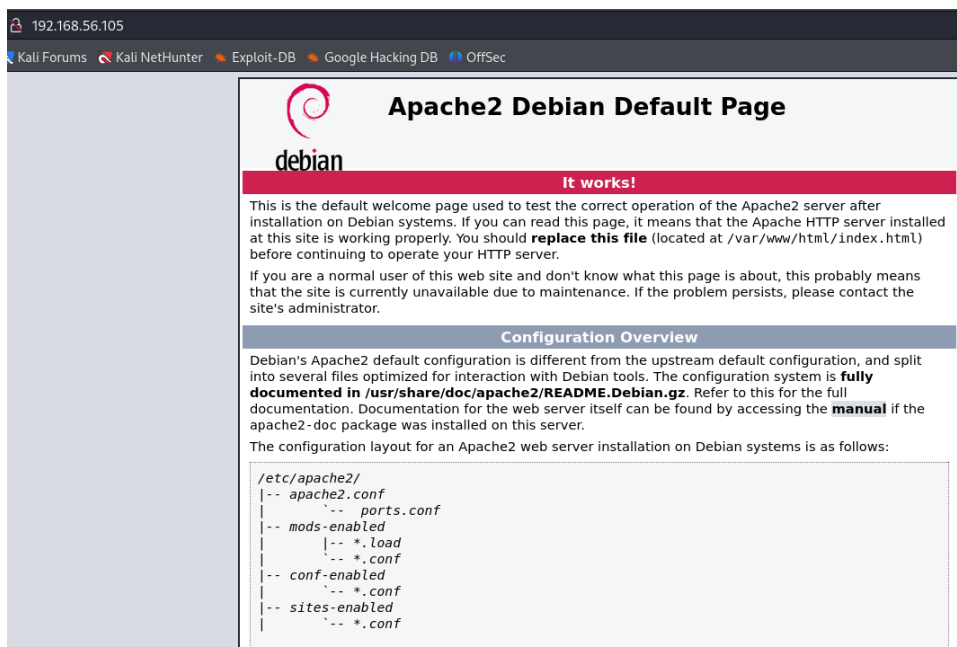 192.168.56.105
Kali Forums Kali NetHunter Exploit-DB Google Hacking DB OffSec
Apache2 Debian Default Page
debian
It works!
This is the default welcome page used to test the correct operation of the Apache2 server after
installation on Debian systems. If you can read this page, it means that the Apache HTTP server installed
at this site is working properly. You should replace this file (located at /var/www/html/index.html)
before continuing to operate your HTTP server.
If you are a normal user of this web site and don't know what this page is about, this probably means
that the site is currently unavailable due to maintenance. If the problem persists, please contact the
site's administrator.
Configuration Overview
Debian's Apache2 default configuration is different from the upstream default configuration, and split
into several files optimized for interaction with Debian tools. The configuration system is fully
documented in /usr/share/doc/apache2/README.Debian.gz. Refer to this for the full
documentation. Documentation for the web server itself can be found by accessing the manual if the
apache2-doc package was installed on this server.
The configuration layout for an Apache2 web server installation on Debian systems is as follows:
/etc/apache2/
|-- apache2.conf
|       `--  ports.conf
|-- mods-enabled
|       |-- *.load
|       `-- *.conf
|-- conf-enabled
|       `-- *.conf
|-- sites-enabled
|       `-- *.conf